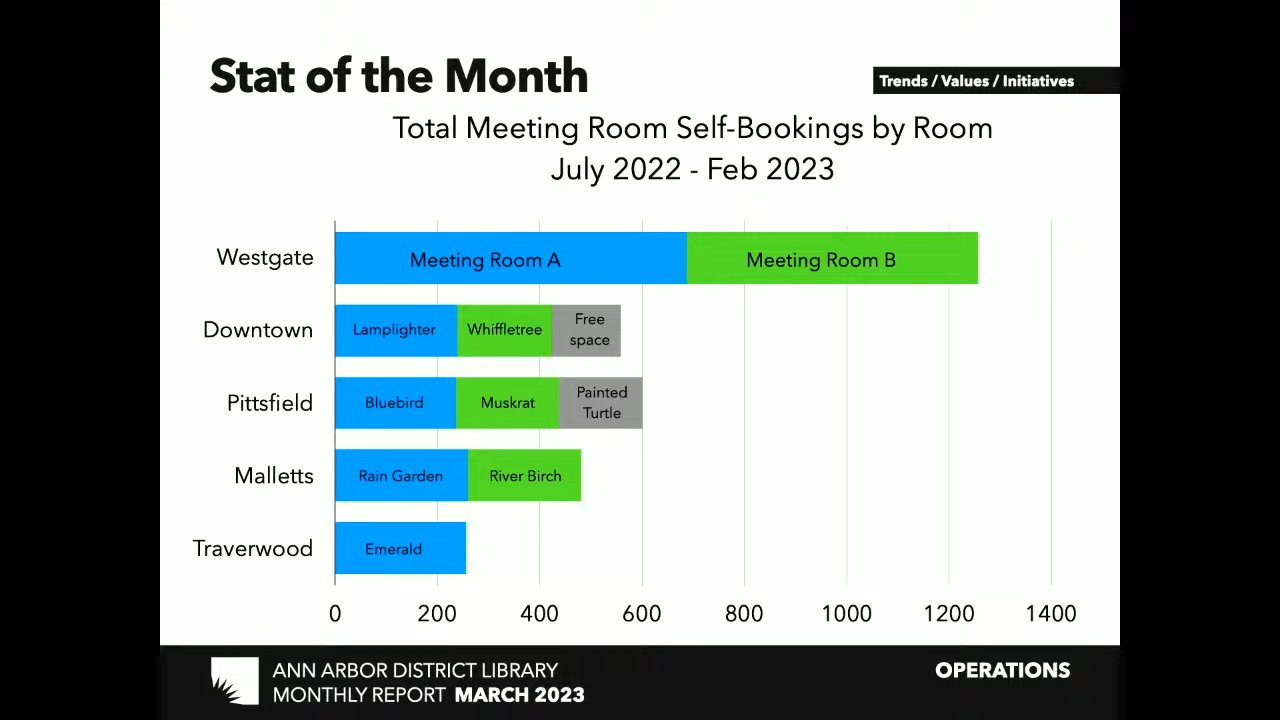 Stat of the Month
Trends / Values / Initiatives
Total Meeting Room Self-Bookings by Room
July 2022 - Feb 2023
Westgate
Meeting Room A
Meeting Room B
Downtown
Lamplighter
Whiffletree
Free
space
Pittsfield
Bluebird
Muskrat
Painted
Turtle
Malletts
Rain Garden
River Birch
Traverwood
Emerald
0 200 400 600 800 1000 1200 1400
ANN ARBOR DISTRICT LIBRARY
MONTHLY REPORT MARCH 2023
OPERATIONS